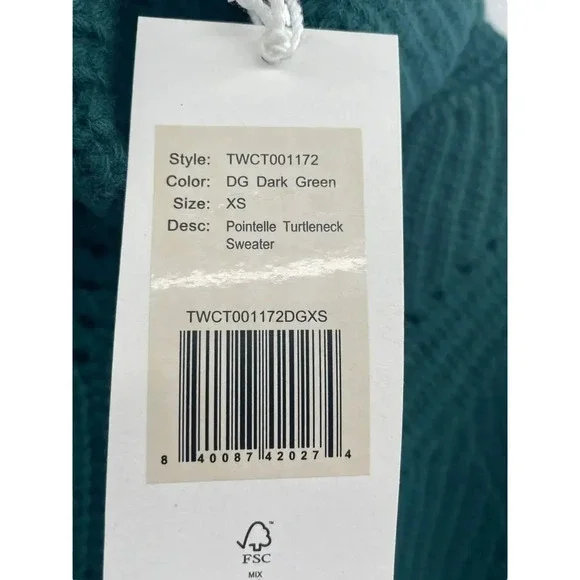 Style: TWCT001172
Color: DG Dark Green
Size: XS
Desc: Pointelle Turtleneck
Sweater
TWCT001172DGXS
8 40087 42027 4
FSC
MIX